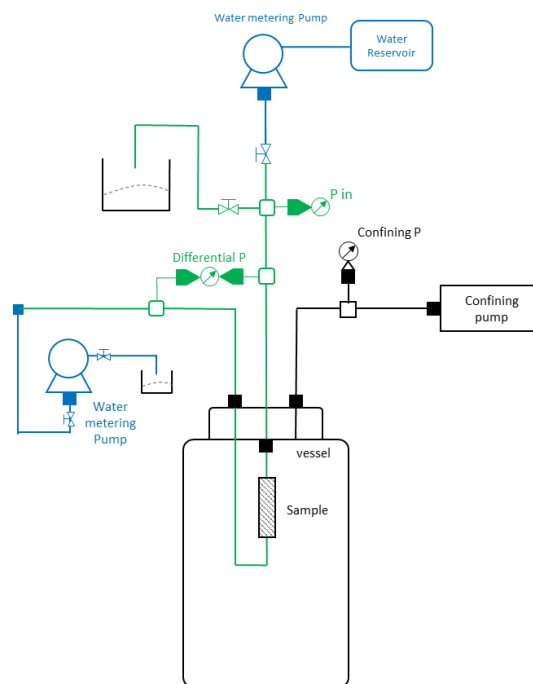 Water metering Pump
Water
Reservoir
P in
Confining P
Differential P
Confining
pump
Water
metering
Pump
vessel
Sample